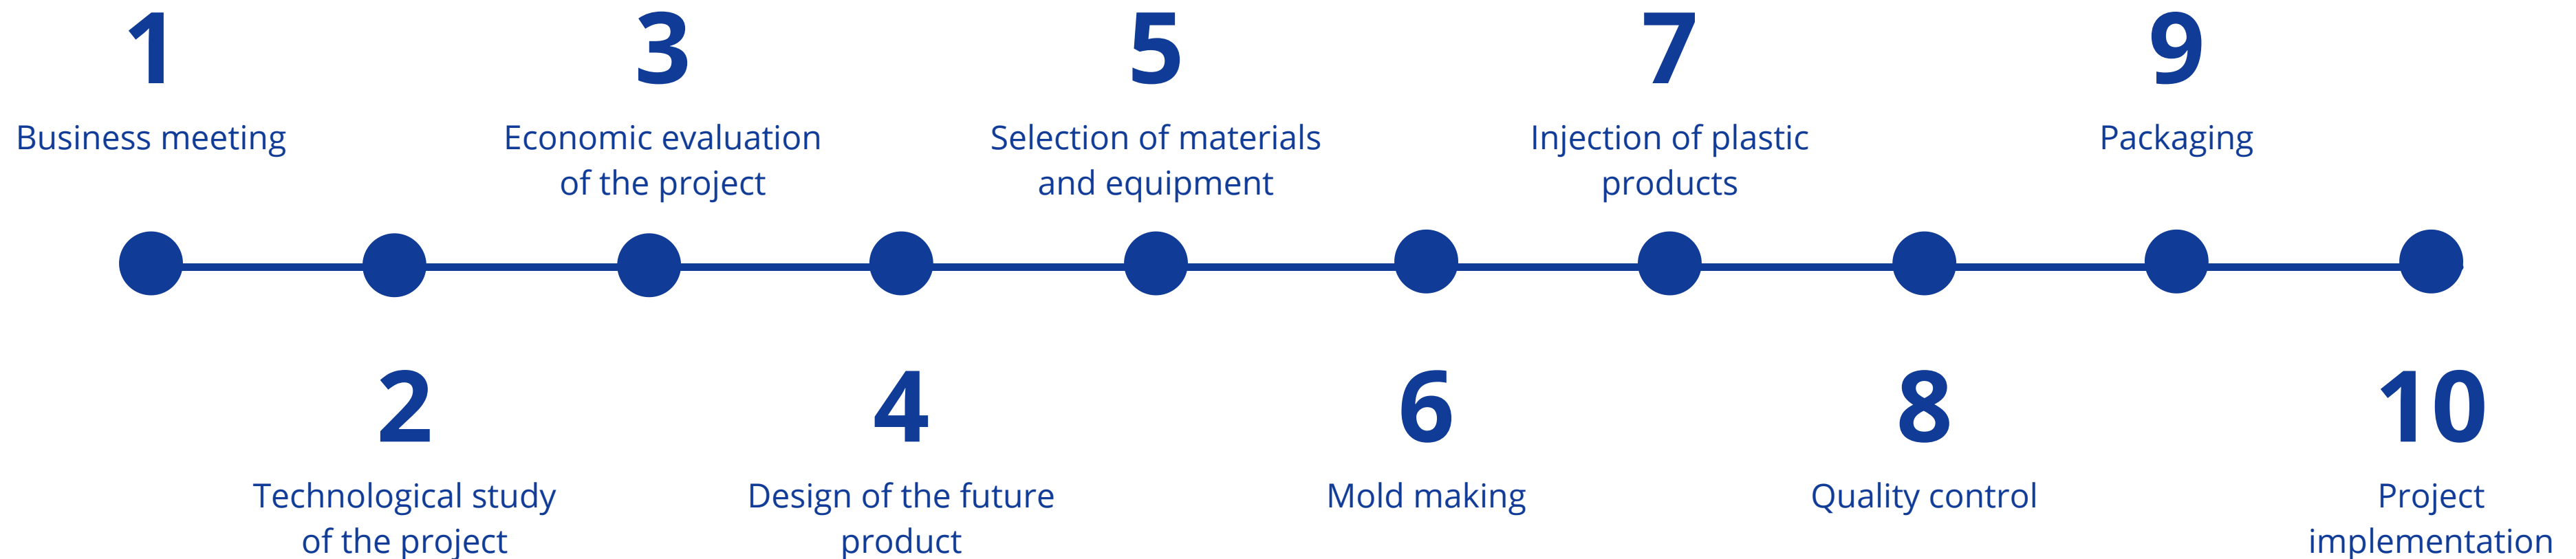 1
Business meeting
2
Technological study
of the project
3
Economic evaluation
of the project
4
Design of the future
product
5
Selection of materials
and equipment
6
Mold making
7
Injection of plastic
products
8
Quality control
9
Packaging
10
Project
implementation